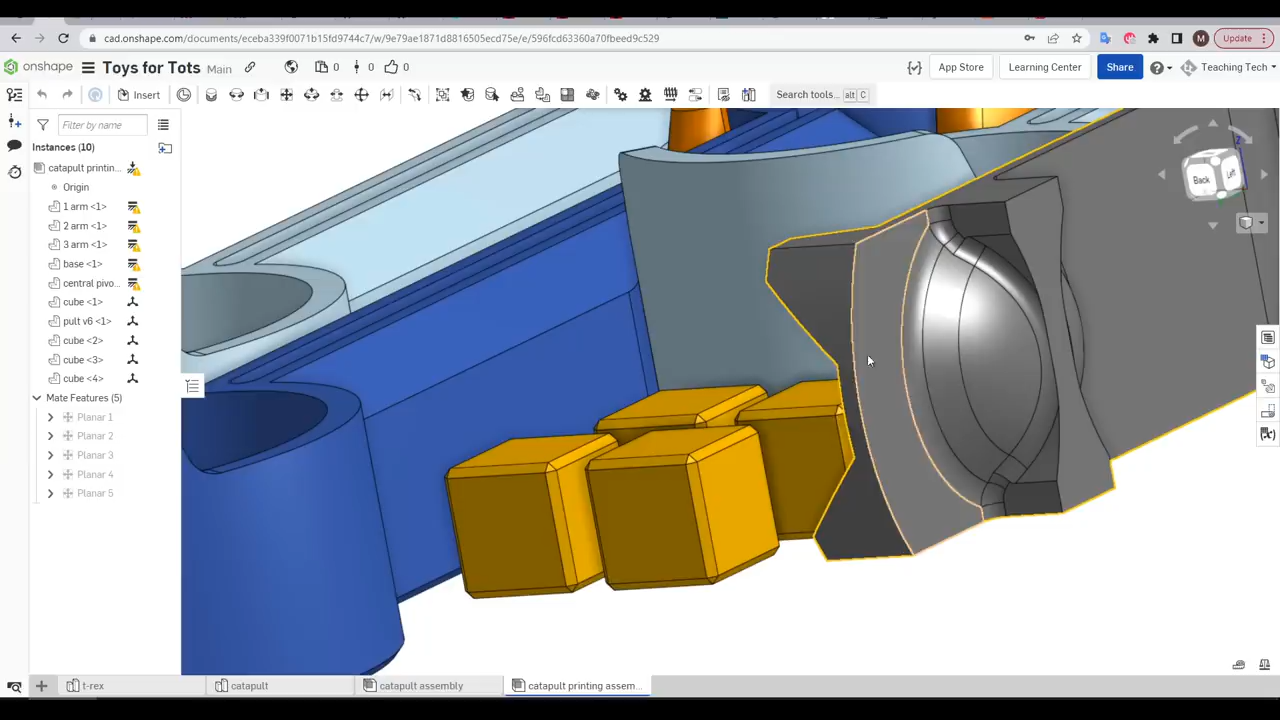 cad.onshape.com/documents/eceba339f0071b15fd9744c7/w/9e79ae1871d8816505ecd75e/e/596fcd63360a70fbeed9c529
M
Update
onshape
Toys for Tots Main
0
0
0
App Store
Learning Center
Share
Teaching Tech
Insert
Search tools... alt C
Filter by name
Instances (10)
catapult printin...
Origin
1 arm <1>
2 arm <1>
3 arm <1>
base <1>
central pivo...
cube <1>
pult v6 <1>
cube <2>
cube <3>
cube <4>
Mate Features (5)
Planar 1
Planar 2
Planar 3
Planar 4
Planar 5
Z
Back
Left
t-rex
catapult
catapult assembly
catapult printing assem...